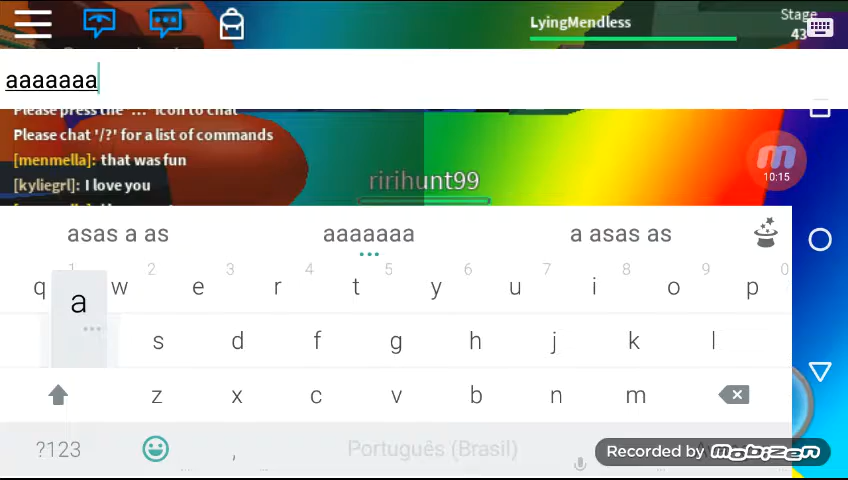 LyingMendless
Stage
43
aaaaaaa
Please press the '...' icon to chat
Please chat '/?' for a list of commands
[menmella]: that was fun
[kyliegrl]: I love you
ririhunt99
10:15
asas a as
aaaaaaa
a asas as
1 2 3 4 5 6 7 8 9 0
q w e r t y u i o p
a
s d f g h j k l
z x c v b n m
?123
,
Português (Brasil)
Recorded by mobizen